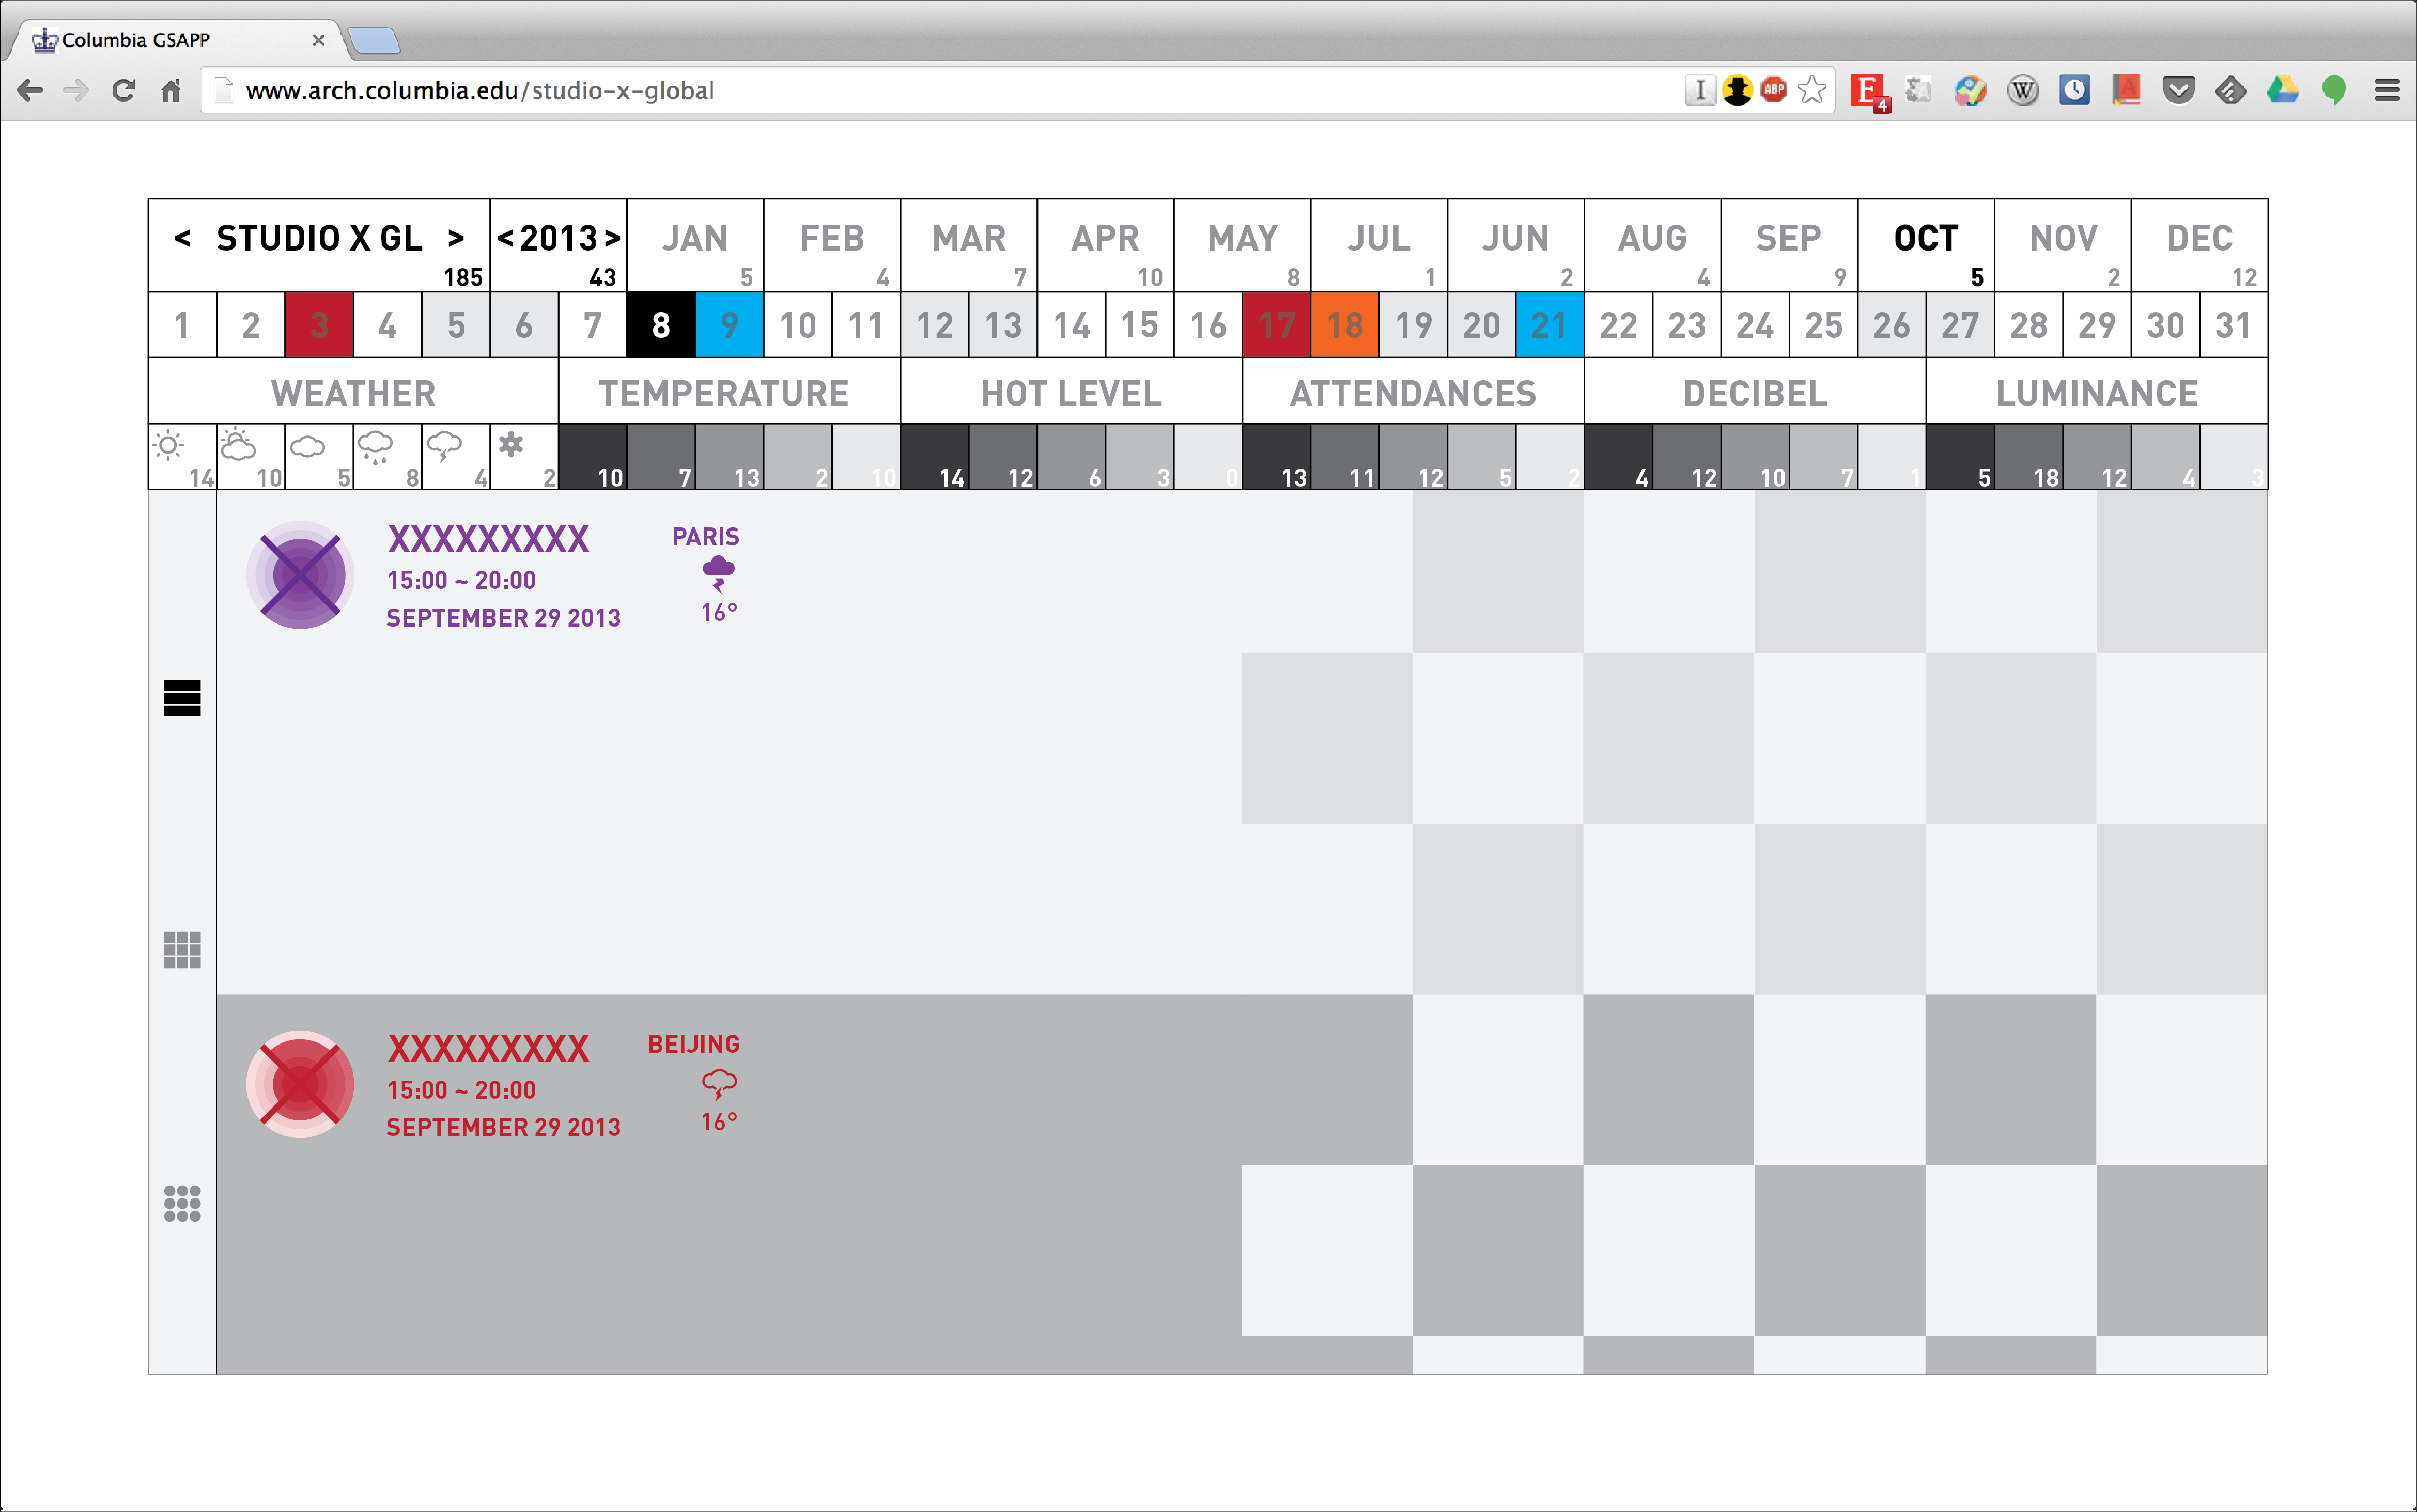 Columbia GSAPP
www.arch.columbia.edu/studio-x-global
I ABP E 4 W A
< STUDIO X GL > <2013> JAN FEB MAR APR MAY JUL JUN AUG SEP OCT NOV DEC
185 43 5 4 7 10 8 1 2 4 9 5 2 12
1 2 3 4 5 6 7 8 9 10 11 12 13 14 15 16 17 18 19 20 21 22 23 24 25 26 27 28 29 30 31
WEATHER TEMPERATURE HOT LEVEL ATTENDANCES DECIBEL LUMINANCE
14 10 5 8 4 2 10 7 13 2 10 14 12 6 3 0 13 11 12 5 2 4 12 10 7 1 5 18 12 4 3
XXXXXXXXX PARIS
15:00 ~ 20:00
SEPTEMBER 29 2013 16°
XXXXXXXXX BEIJING
15:00 ~ 20:00
SEPTEMBER 29 2013 16°